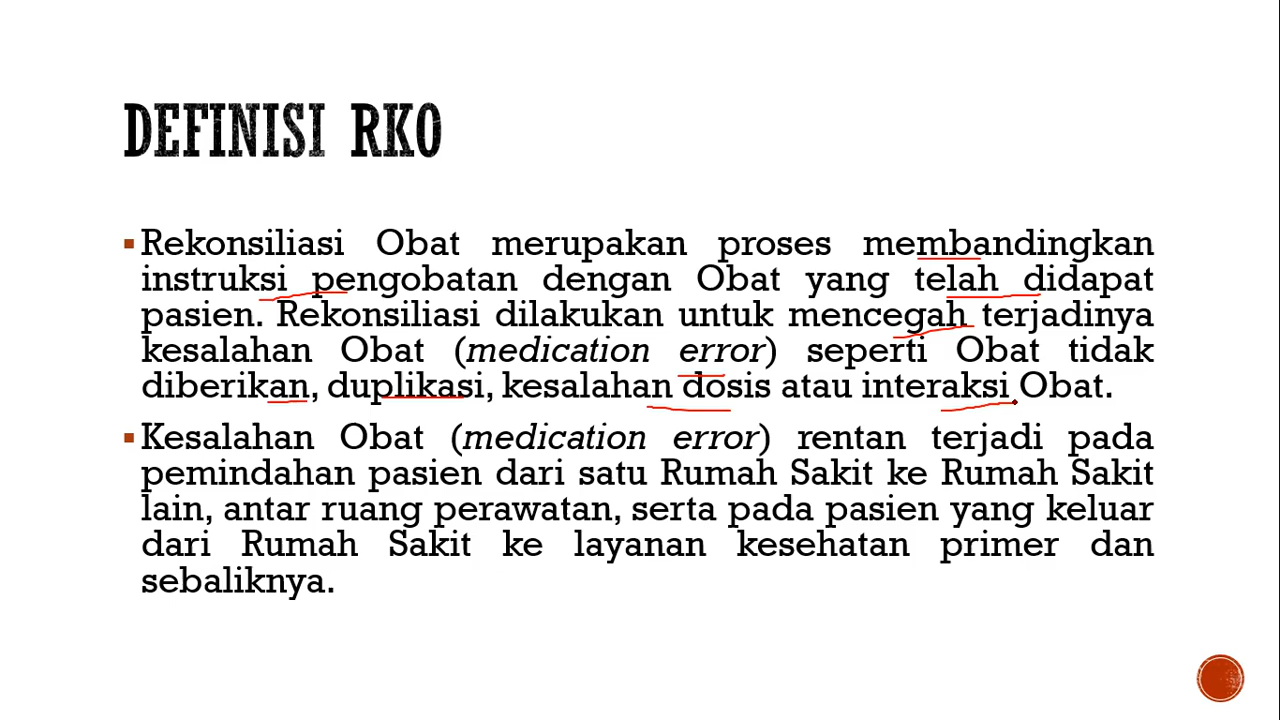 DEFINISI RKO
Rekonsiliasi Obat merupakan proses membandingkan
instruksi pengobatan dengan Obat yang telah didapat
pasien. Rekonsiliasi dilakukan untuk mencegah terjadinya
kesalahan Obat (medication error) seperti Obat tidak
diberikan, duplikasi, kesalahan dosis atau interaksi Obat.
Kesalahan Obat (medication error) rentan terjadi pada
pemindahan pasien dari satu Rumah Sakit ke Rumah Sakit
lain, antar ruang perawatan, serta pada pasien yang keluar
dari Rumah Sakit ke layanan kesehatan primer dan
sebaliknya.